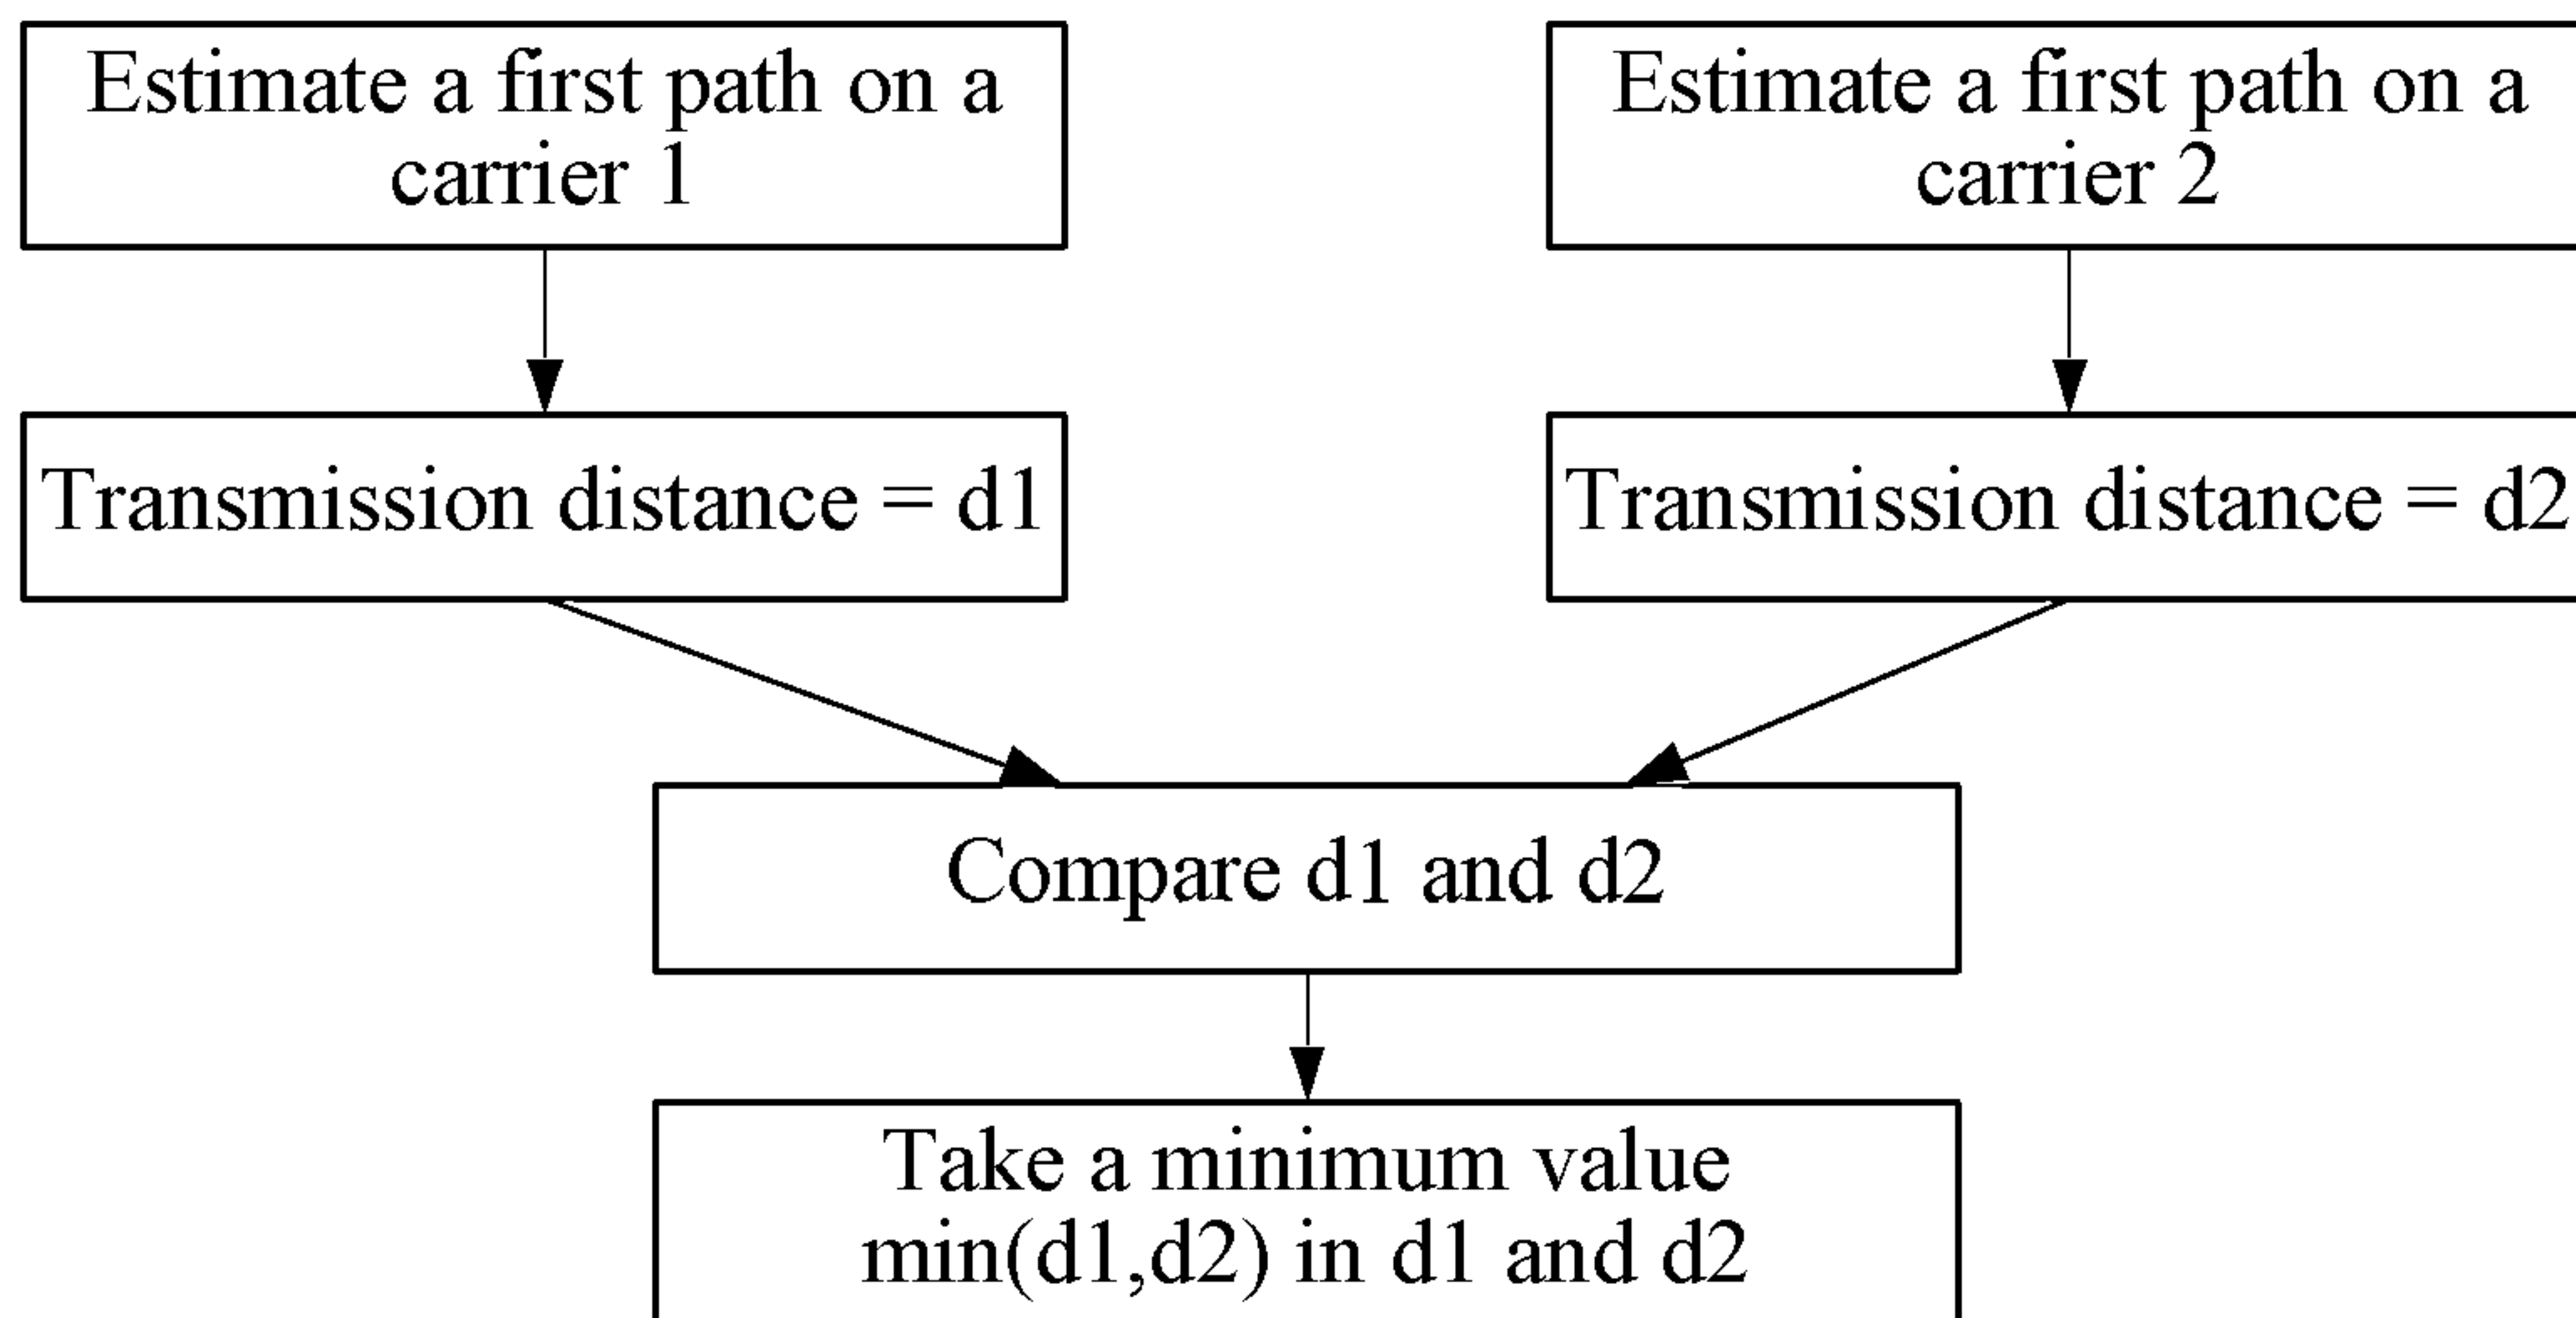 Estimate a first path on a
carrier 1
Estimate a first path on a
carrier 2
Transmission distance = d1
Transmission distance = d2
Compare d1 and d2
Take a minimum value
min(d1,d2) in d1 and d2